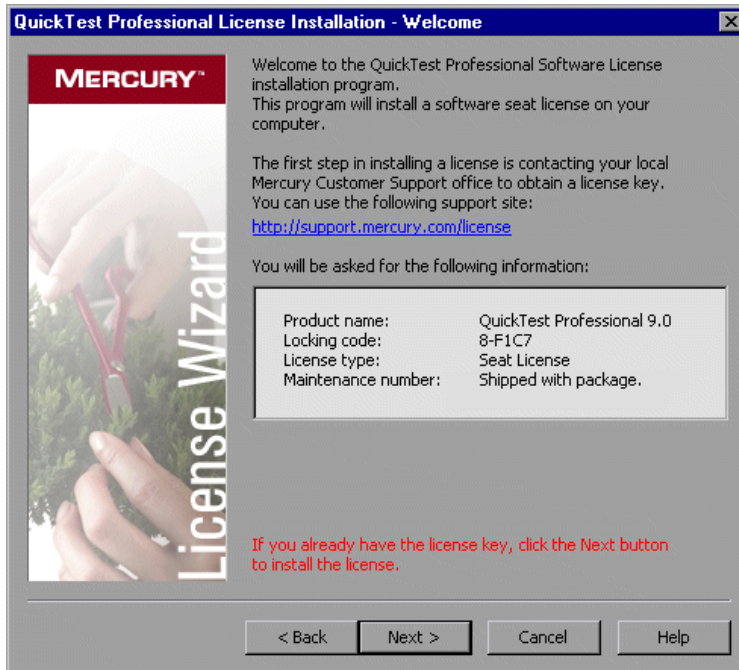 QuickTest Professional License Installation - Welcome
MERCURY™
License Wizard
Welcome to the QuickTest Professional Software License
installation program.
This program will install a software seat license on your
computer.
The first step in installing a license is contacting your local
Mercury Customer Support office to obtain a license key.
You can use the following support site:
http://support.mercury.com/license
You will be asked for the following information:
Product name: QuickTest Professional 9.0
Locking code: 8-F1C7
License type: Seat License
Maintenance number: Shipped with package.
If you already have the license key, click the Next button
to install the license.
< Back Next > Cancel Help